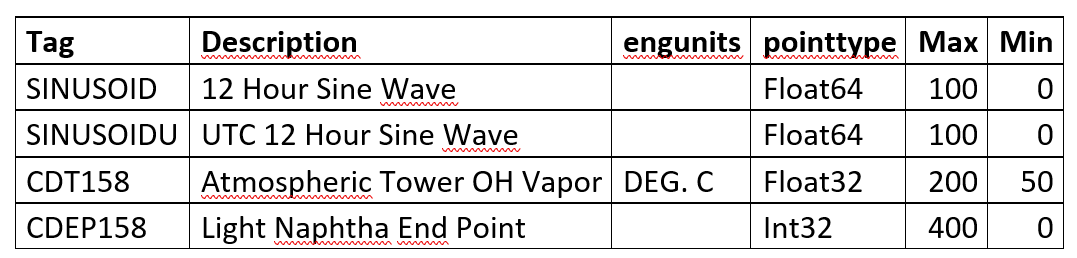 Tag Description engunits pointtype Max Min
SINUSOID 12 Hour Sine Wave Float64 100 0
SINUSOIDU UTC 12 Hour Sine Wave Float64 100 0
CDT158 Atmospheric Tower OH Vapor DEG. C Float32 200 50
CDEP158 Light Naphtha End Point Int32 400 0